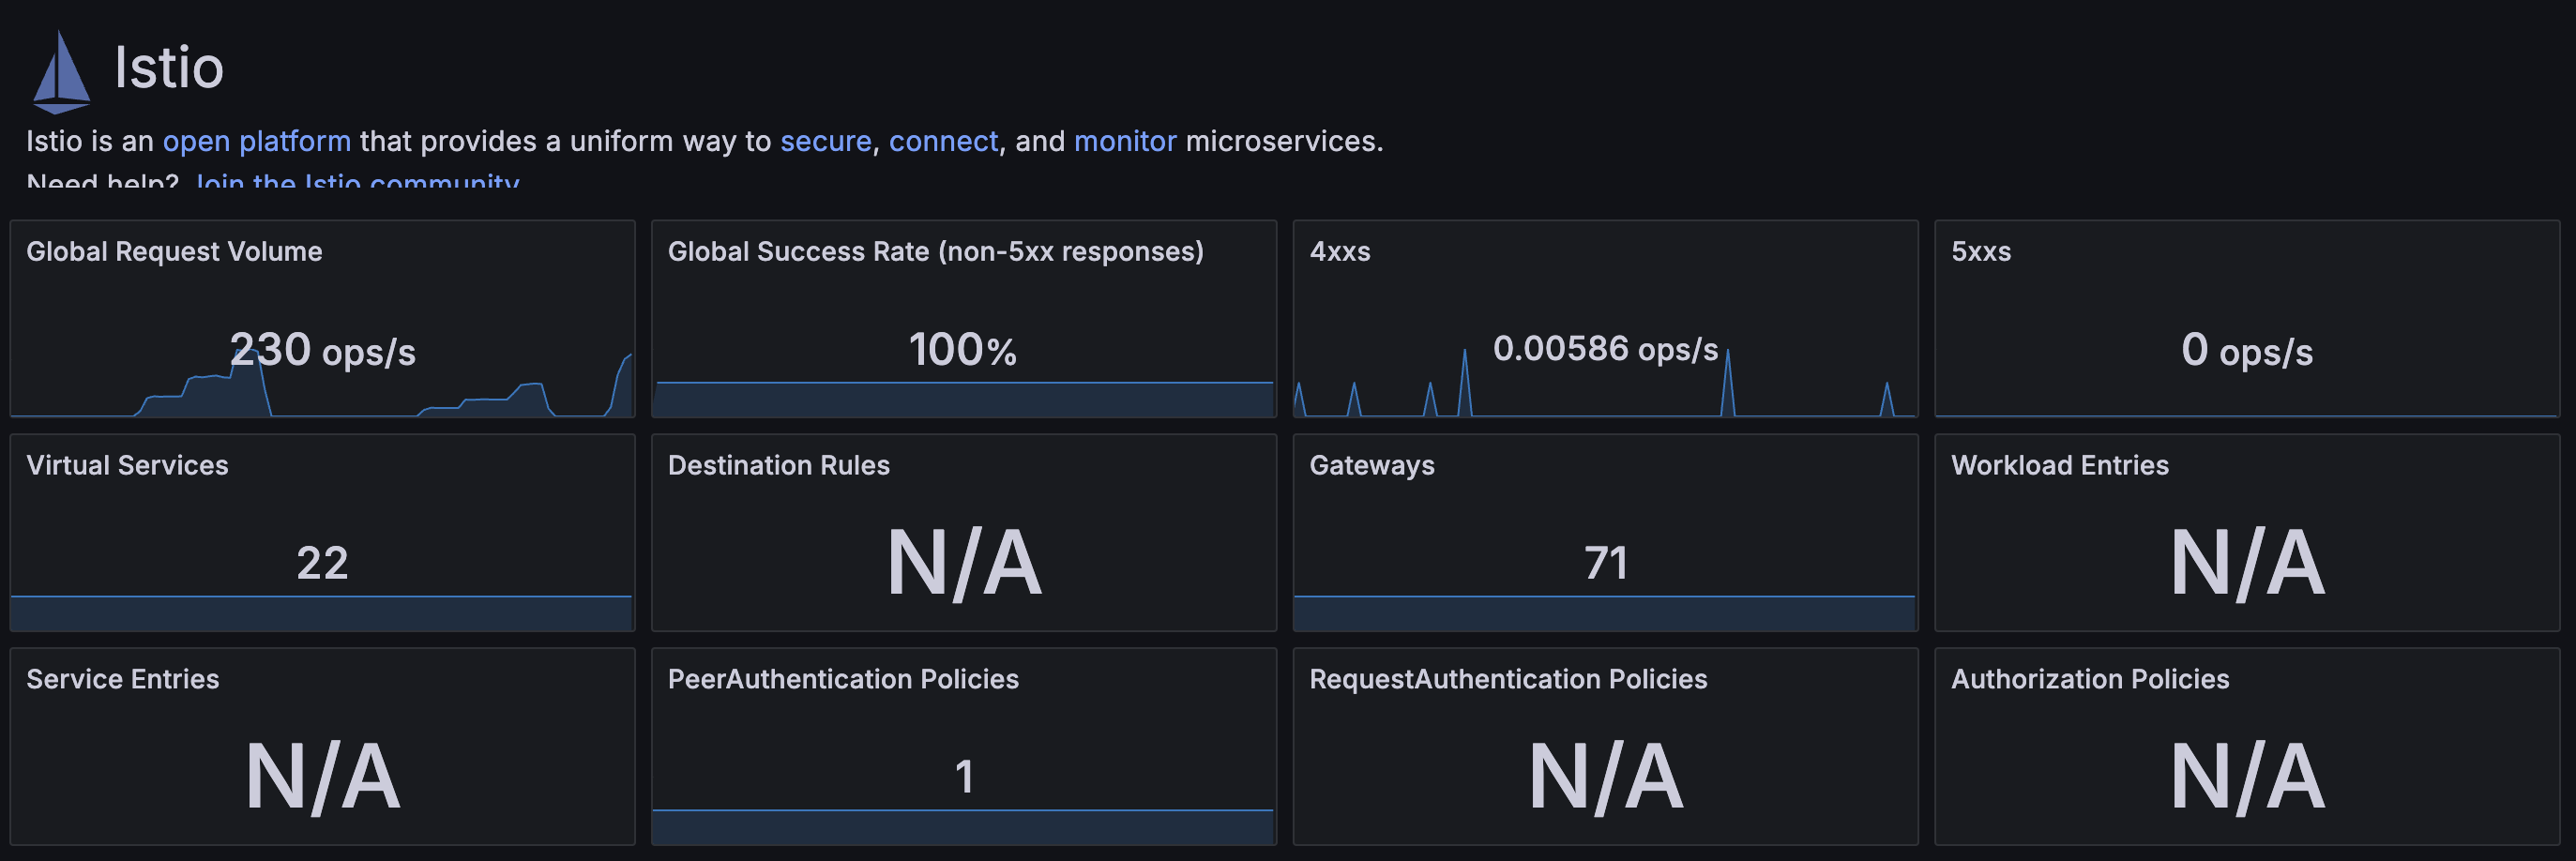 Istio
Istio is an open platform that provides a uniform way to secure, connect, and monitor microservices.
Need help? Join the Istio community
Global Request Volume
230 ops/s
Global Success Rate (non-5xx responses)
100%
4xxs
0.00586 ops/s
5xxs
0 ops/s
Virtual Services
22
Destination Rules
N/A
Gateways
71
Workload Entries
N/A
Service Entries
N/A
PeerAuthentication Policies
1
RequestAuthentication Policies
N/A
Authorization Policies
N/A